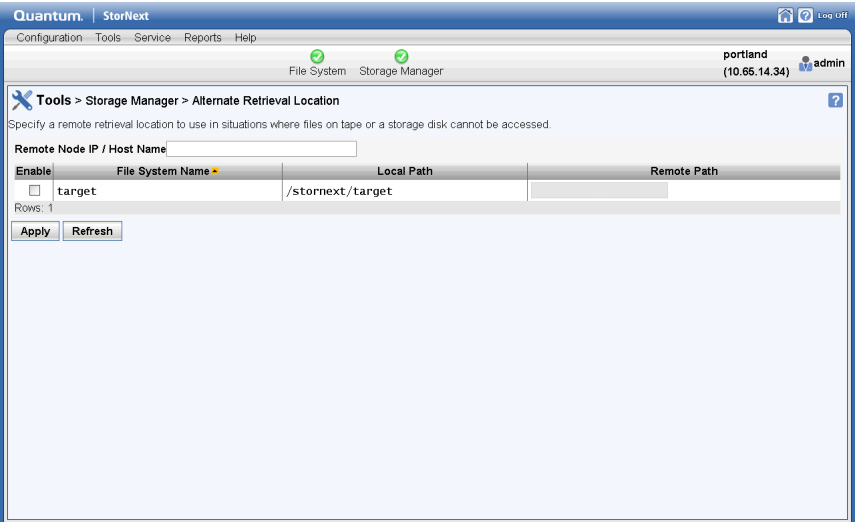 Quantum. StorNext Log Off
Configuration Tools Service Reports Help
File System Storage Manager portland (10.65.14.34) admin
Tools > Storage Manager > Alternate Retrieval Location
Specify a remote retrieval location to use in situations where files on tape or a storage disk cannot be accessed.
Remote Node IP / Host Name
Enable File System Name Local Path Remote Path
target /stornext/target
Rows: 1
Apply Refresh